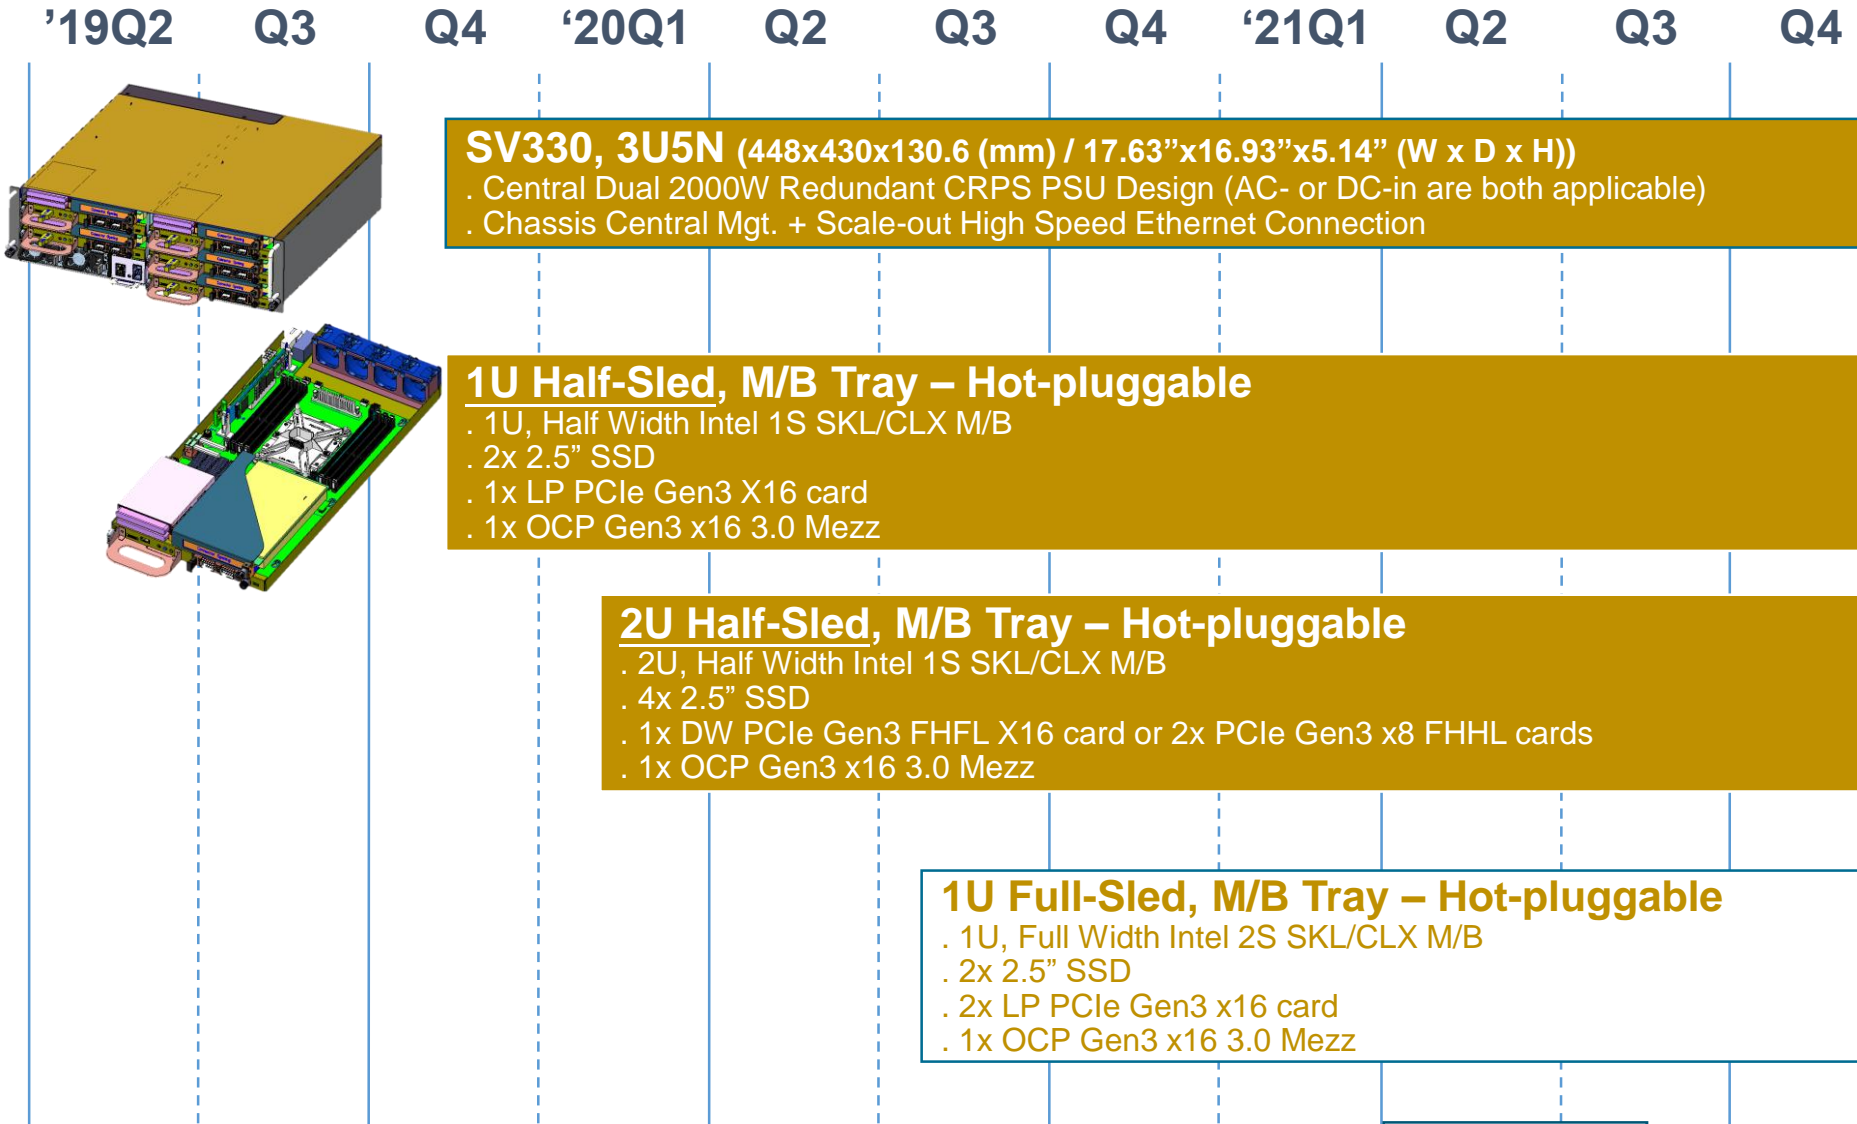 ’19Q2 Q3 Q4 ‘20Q1 Q2 Q3 Q4 ‘21Q1 Q2 Q3 Q4
SV330, 3U5N (448x430x130.6 (mm) / 17.63”x16.93”x5.14” (W x D x H))
. Central Dual 2000W Redundant CRPS PSU Design (AC- or DC-in are both applicable)
. Chassis Central Mgt. + Scale-out High Speed Ethernet Connection
1U Half-Sled, M/B Tray – Hot-pluggable
. 1U, Half Width Intel 1S SKL/CLX M/B
. 2x 2.5” SSD
. 1x LP PCIe Gen3 X16 card
. 1x OCP Gen3 x16 3.0 Mezz
2U Half-Sled, M/B Tray – Hot-pluggable
. 2U, Half Width Intel 1S SKL/CLX M/B
. 4x 2.5” SSD
. 1x DW PCIe Gen3 FHFL X16 card or 2x PCIe Gen3 x8 FHHL cards
. 1x OCP Gen3 x16 3.0 Mezz
1U Full-Sled, M/B Tray – Hot-pluggable
. 1U, Full Width Intel 2S SKL/CLX M/B
. 2x 2.5” SSD
. 2x LP PCIe Gen3 x16 card
. 1x OCP Gen3 x16 3.0 Mezz